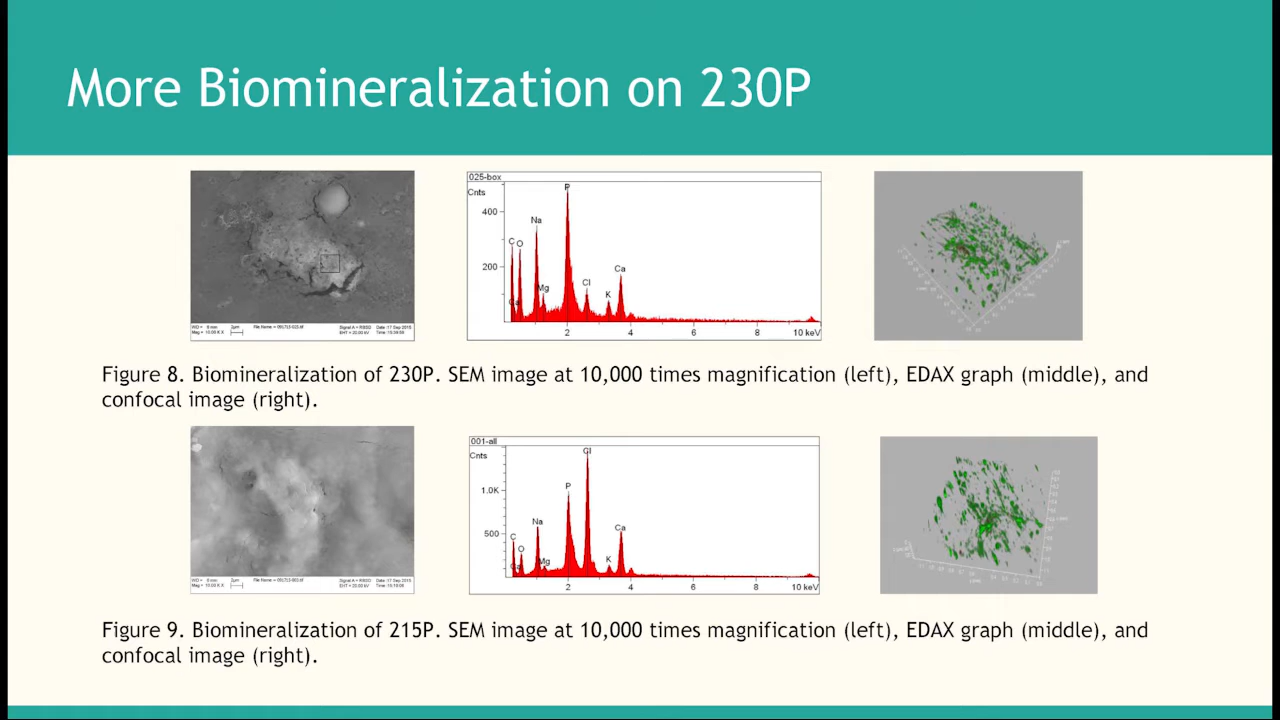 More Biomineralization on 230P
025-box
Cnts
P
400
Na
C
O
200
Ca
Cl
Mg
K
2
4
6
8
10 keV
Figure 8. Biomineralization of 230P. SEM image at 10,000 times magnification (left), EDAX graph (middle), and
confocal image (right).
001-all
Cnts
Cl
1.0K
P
Na
500
Ca
C
O
K
Mg
2
4
6
8
10 keV
Figure 9. Biomineralization of 215P. SEM image at 10,000 times magnification (left), EDAX graph (middle), and
confocal image (right).